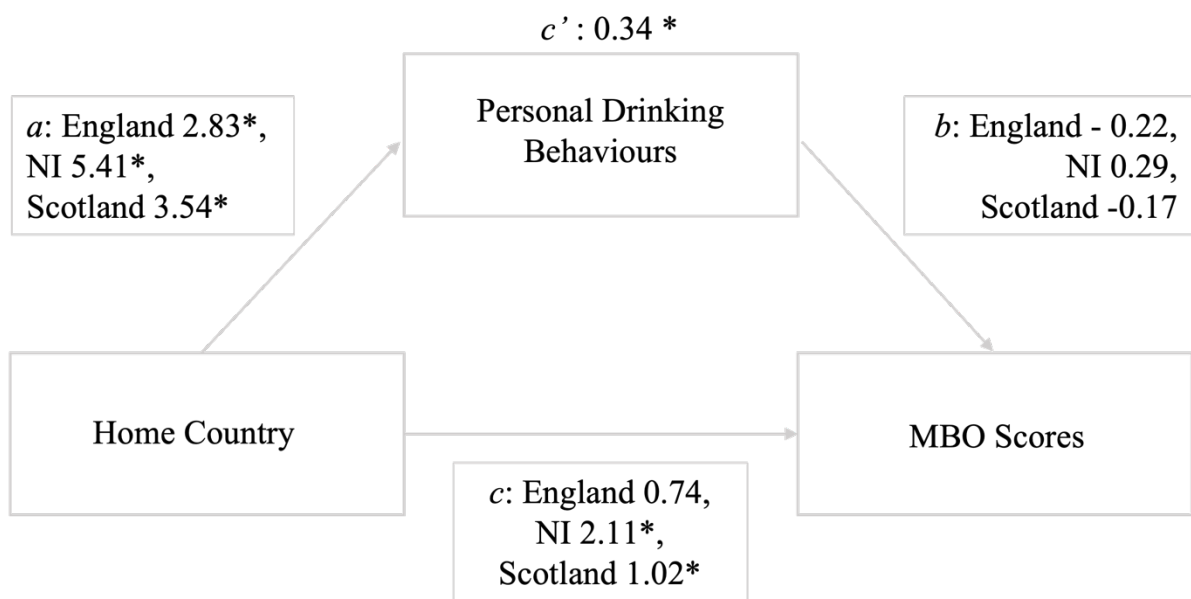 c’ : 0.34 *
Personal Drinking
Behaviours
a: England 2.83*,
NI 5.41*,
Scotland 3.54*
b: England - 0.22,
NI 0.29,
Scotland -0.17
Home Country
MBO Scores
c: England 0.74,
NI 2.11*,
Scotland 1.02*